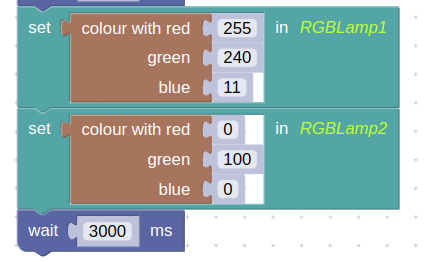 set colour with red 255 in RGBLamp1
green 240
blue 11
set colour with red 0 in RGBLamp2
green 100
blue 0
wait 3000 ms